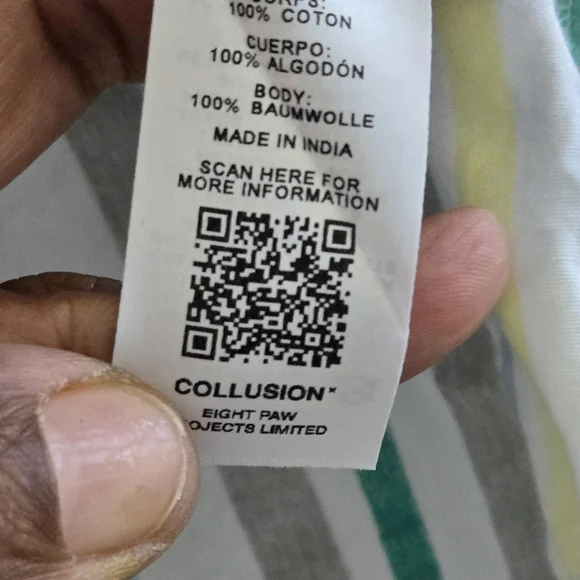 CORPS:
100% COTON
CUERPO:
100% ALGODÓN
BODY:
100% BAUMWOLLE
MADE IN INDIA
SCAN HERE FOR
MORE INFORMATION
COLLUSION×
EIGHT PAW
OJECTS LIMITED